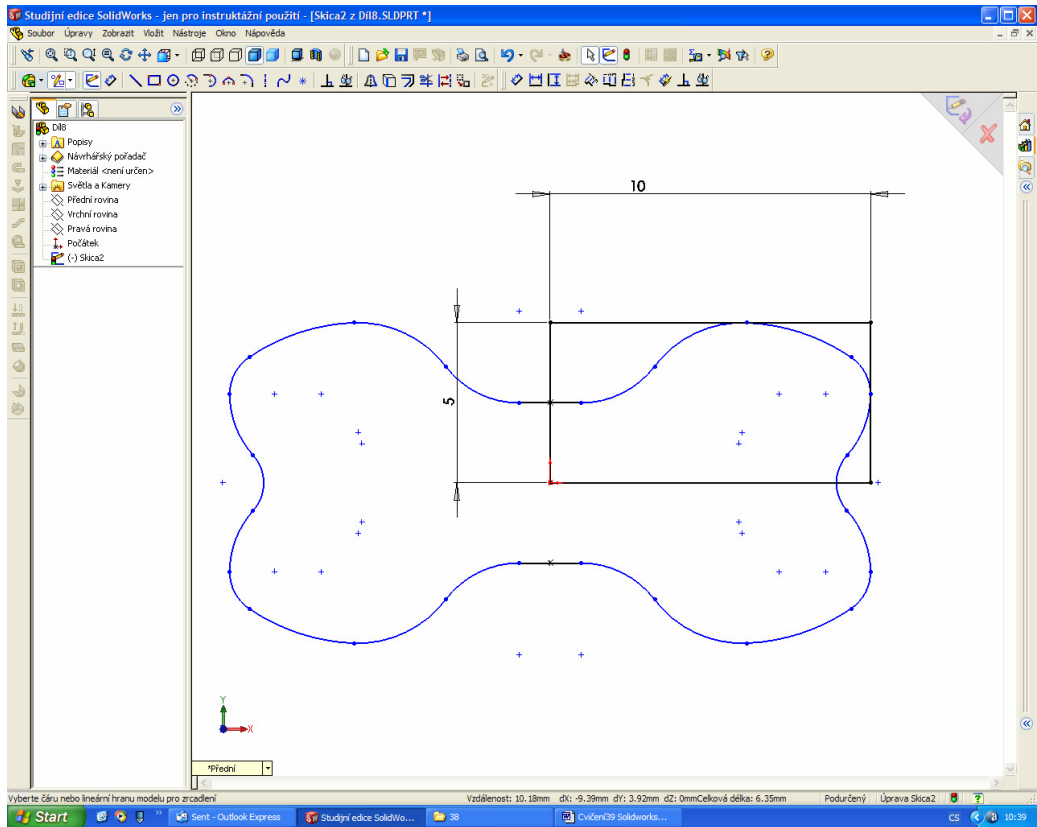 Studijní edice SolidWorks - jen pro instruktážní použití - [Skica2 z Díl8.SLDPRT *]
Soubor Úpravy Zobrazit Vložit Nástroje Okno Nápověda
Díl8
Popisy
Návrhářský pořadač
Materiál <není určen>
Světla a Kamery
Přední rovina
Vrchní rovina
Pravá rovina
Počátek
(-) Skica2
10
5
Y
X
*Přední
Vyberte čáru nebo lineární hranu modelu pro zrcadlení Vzdálenost: 10.18mm dX: -9.39mm dY: 3.92mm dZ: 0mmCelková délka: 6.35mm Podurčený Úprava Skica2
Start Sent - Outlook Express Studijní edice SolidWo... 38 Cvičení39 Solidworks... CS 10:39